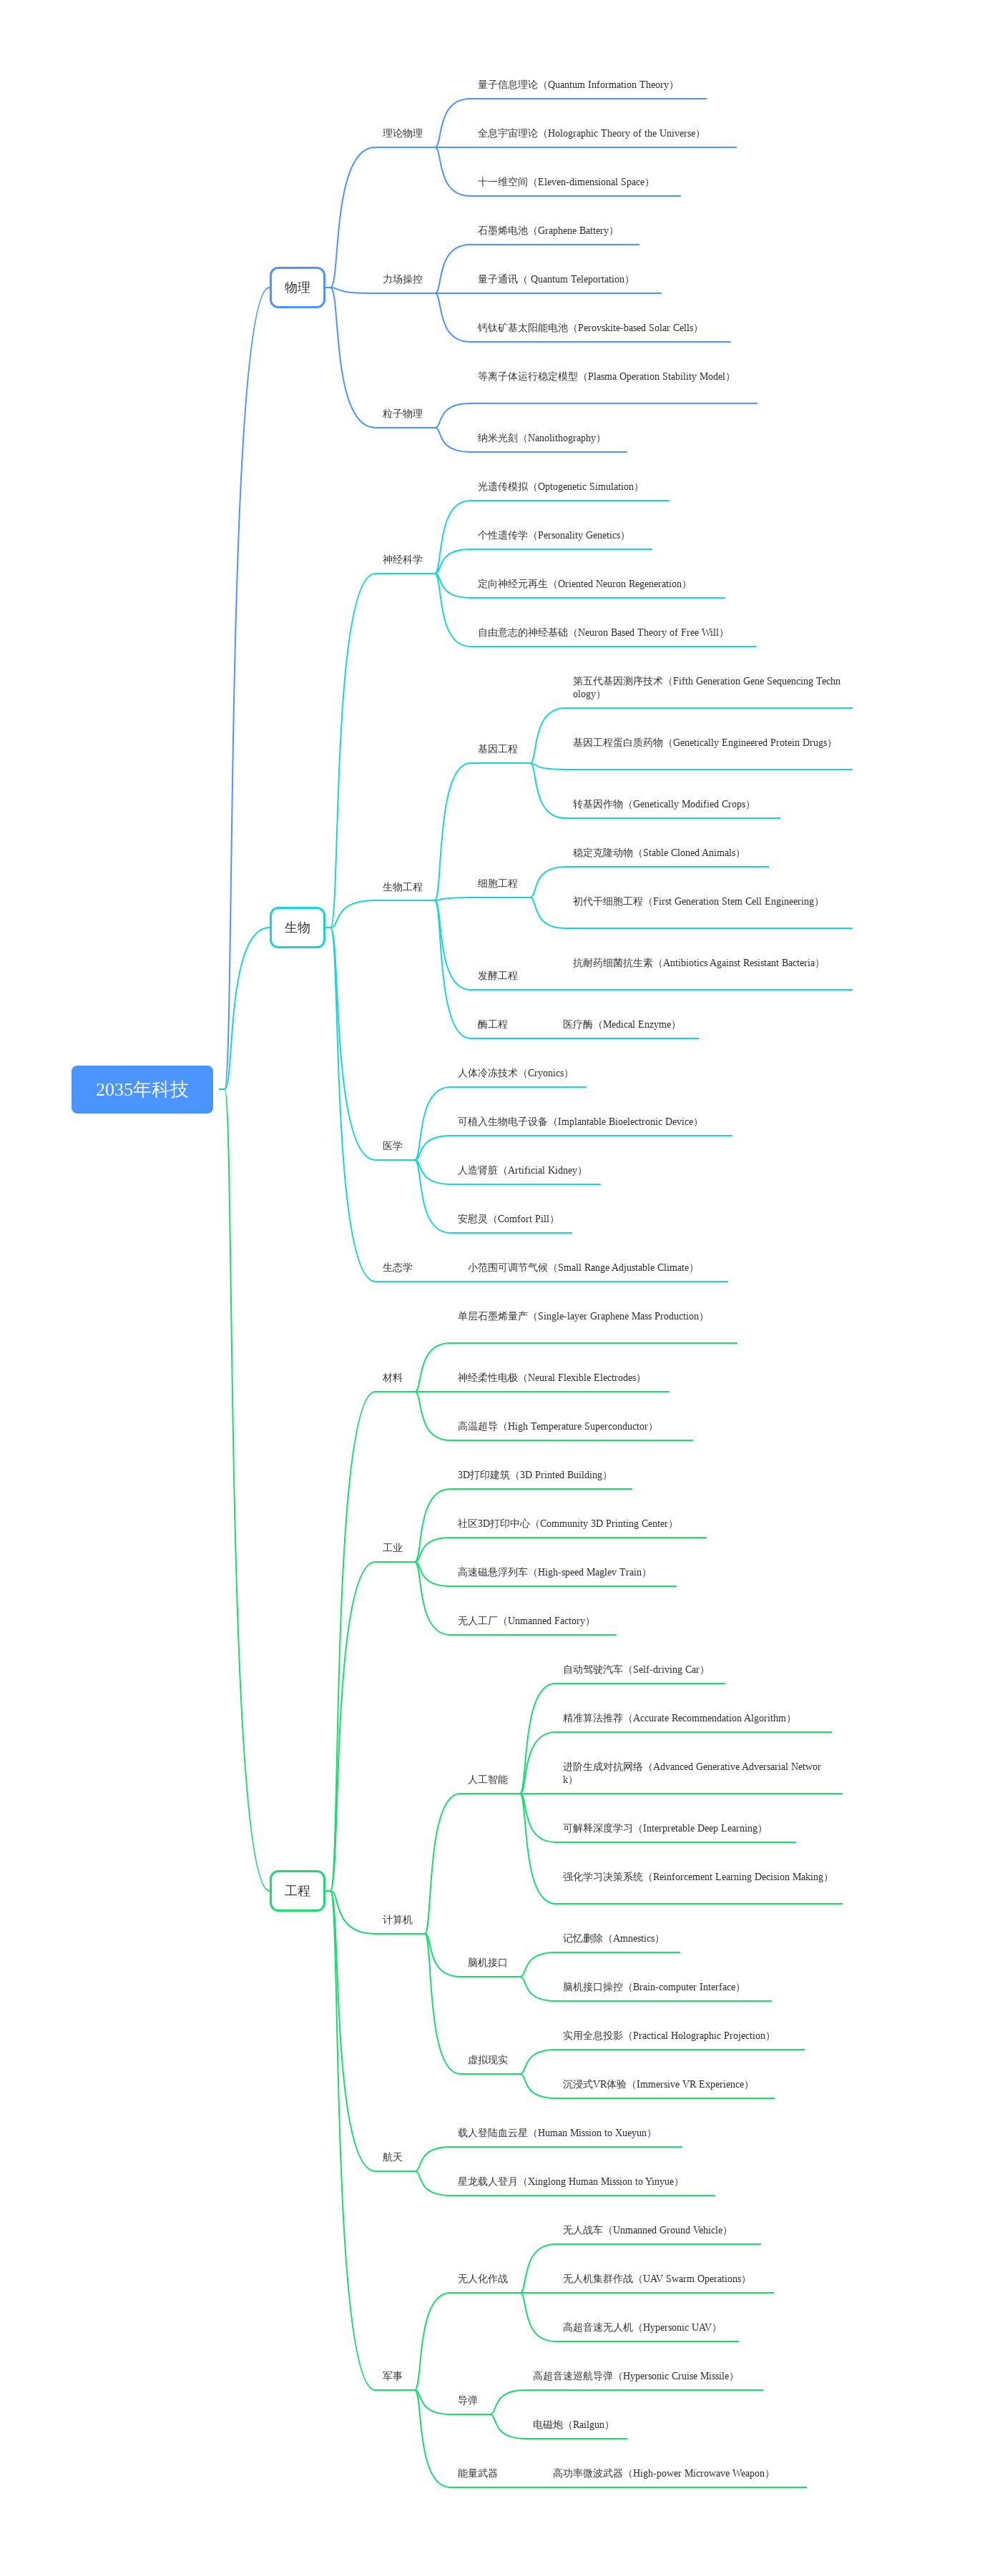 量子信息理论（Quantum Information Theory）
理论物理
全息宇宙理论（Holographic Theory of the Universe）
十一维空间（Eleven-dimensional Space）
石墨烯电池（Graphene Battery）
物理
力场操控
量子通讯（ Quantum Teleportation）
钙钛矿基太阳能电池（Perovskite-based Solar Cells）
等离子体运行稳定模型（Plasma Operation Stability Model）
粒子物理
纳米光刻（Nanolithography）
光遗传模拟（Optogenetic Simulation）
个性遗传学（Personality Genetics）
神经科学
定向神经元再生（Oriented Neuron Regeneration）
自由意志的神经基础（Neuron Based Theory of Free Will）
第五代基因测序技术（Fifth Generation Gene Sequencing Techn
ology）
基因工程
基因工程蛋白质药物（Genetically Engineered Protein Drugs）
转基因作物（Genetically Modified Crops）
稳定克隆动物（Stable Cloned Animals）
生物工程
细胞工程
初代干细胞工程（First Generation Stem Cell Engineering）
生物
抗耐药细菌抗生素（Antibiotics Against Resistant Bacteria）
发酵工程
酶工程
医疗酶（Medical Enzyme）
人体冷冻技术（Cryonics）
2035年科技
可植入生物电子设备（Implantable Bioelectronic Device）
医学
人造肾脏（Artificial Kidney）
安慰灵（Comfort Pill）
生态学
小范围可调节气候（Small Range Adjustable Climate）
单层石墨烯量产（Single-layer Graphene Mass Production）
材料
神经柔性电极（Neural Flexible Electrodes）
高温超导（High Temperature Superconductor）
3D打印建筑（3D Printed Building）
社区3D打印中心（Community 3D Printing Center）
工业
高速磁悬浮列车（High-speed Maglev Train）
无人工厂（Unmanned Factory）
自动驾驶汽车（Self-driving Car）
精准算法推荐（Accurate Recommendation Algorithm）
进阶生成对抗网络（Advanced Generative Adversarial Networ
k）
人工智能
可解释深度学习（Interpretable Deep Learning）
强化学习决策系统（Reinforcement Learning Decision Making）
工程
计算机
记忆删除（Amnestics）
脑机接口
脑机接口操控（Brain-computer Interface）
实用全息投影（Practical Holographic Projection）
虚拟现实
沉浸式VR体验（Immersive VR Experience）
载人登陆血云星（Human Mission to Xueyun）
航天
星龙载人登月（Xinglong Human Mission to Yinyue）
无人战车（Unmanned Ground Vehicle）
无人化作战
无人机集群作战（UAV Swarm Operations）
高超音速无人机（Hypersonic UAV）
军事
高超音速巡航导弹（Hypersonic Cruise Missile）
导弹
电磁炮（Railgun）
能量武器
高功率微波武器（High-power Microwave Weapon）